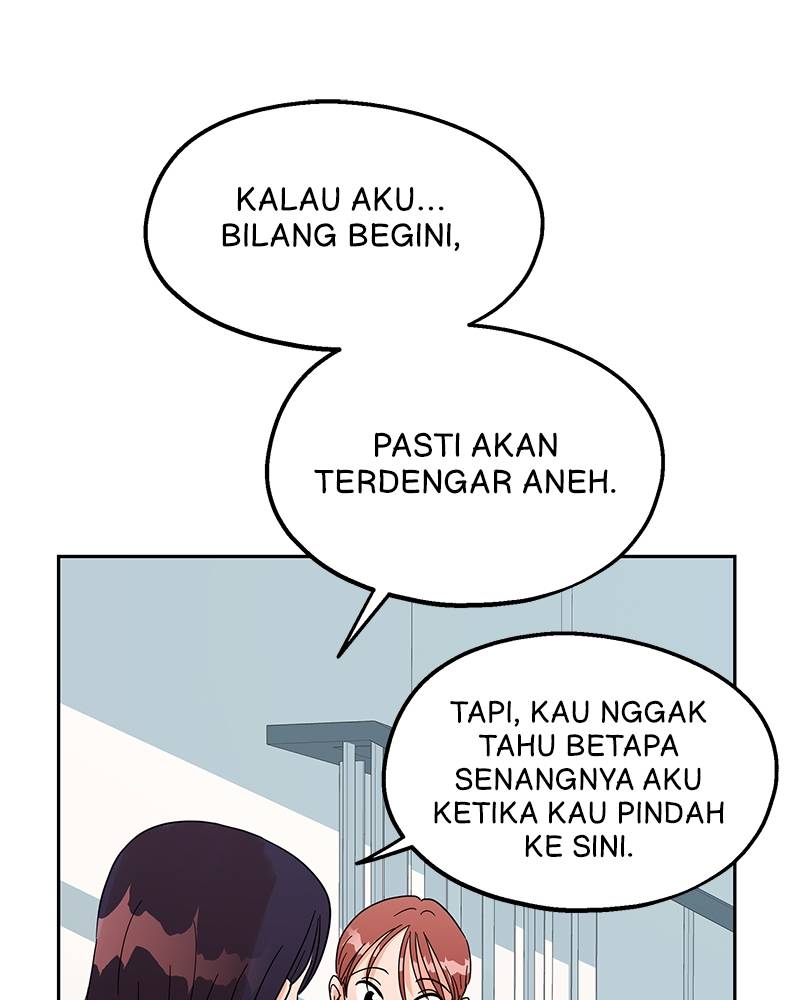 KALAU AKU...
BILANG BEGINI,
PASTI AKAN
TERDENGAR ANEH.
TAPI, KAU NGGAK
TAHU BETAPA
SENANGNYA AKU
KETIKA KAU PINDAH
KE SINI.